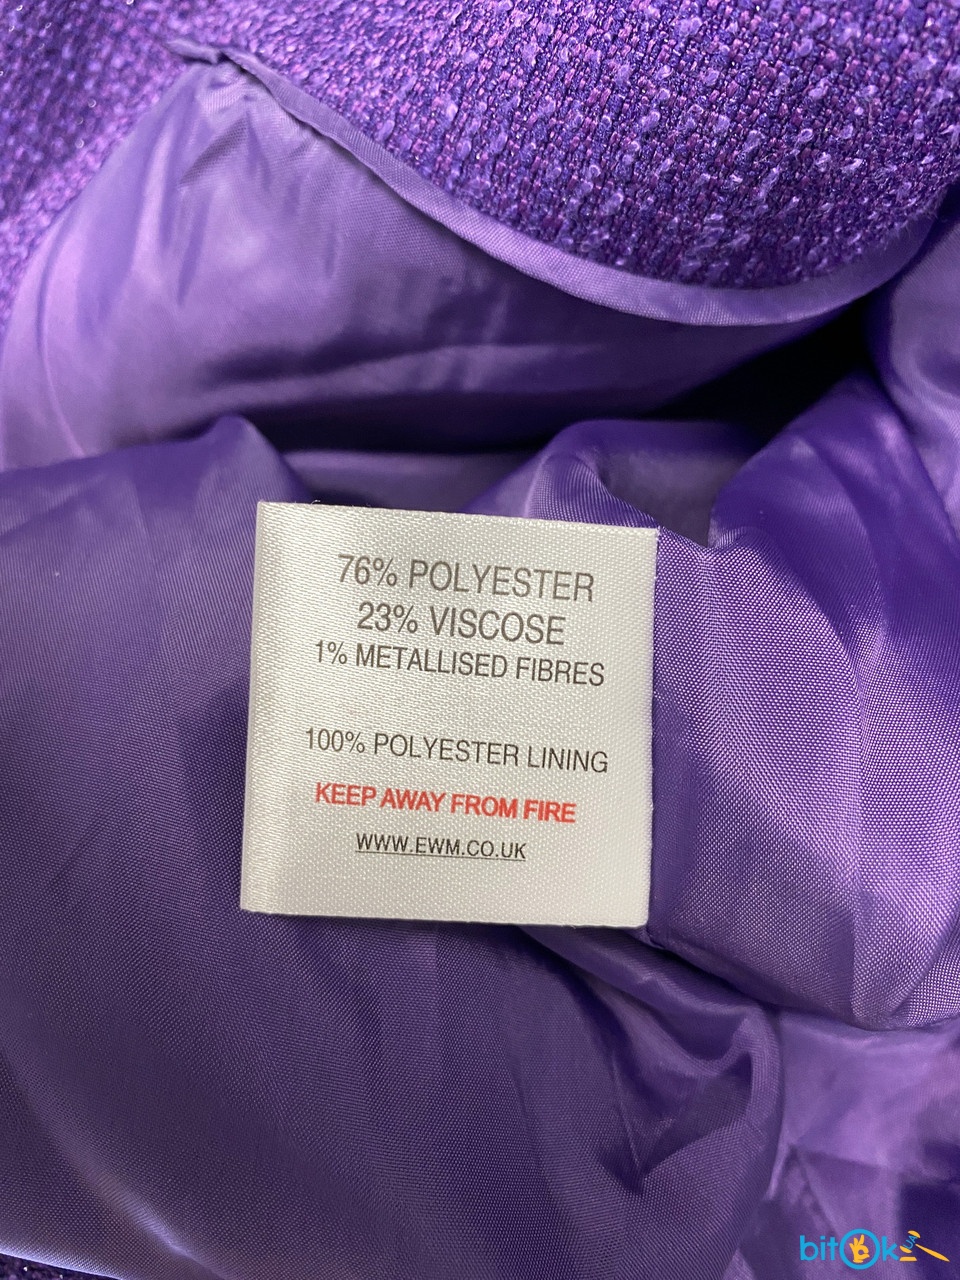 76% POLYESTER
23% VISCOSE
1% METALLISED FIBRES
100% POLYESTER LINING
KEEP AWAY FROM FIRE
WWW.EWM.CO.UK
bitOk